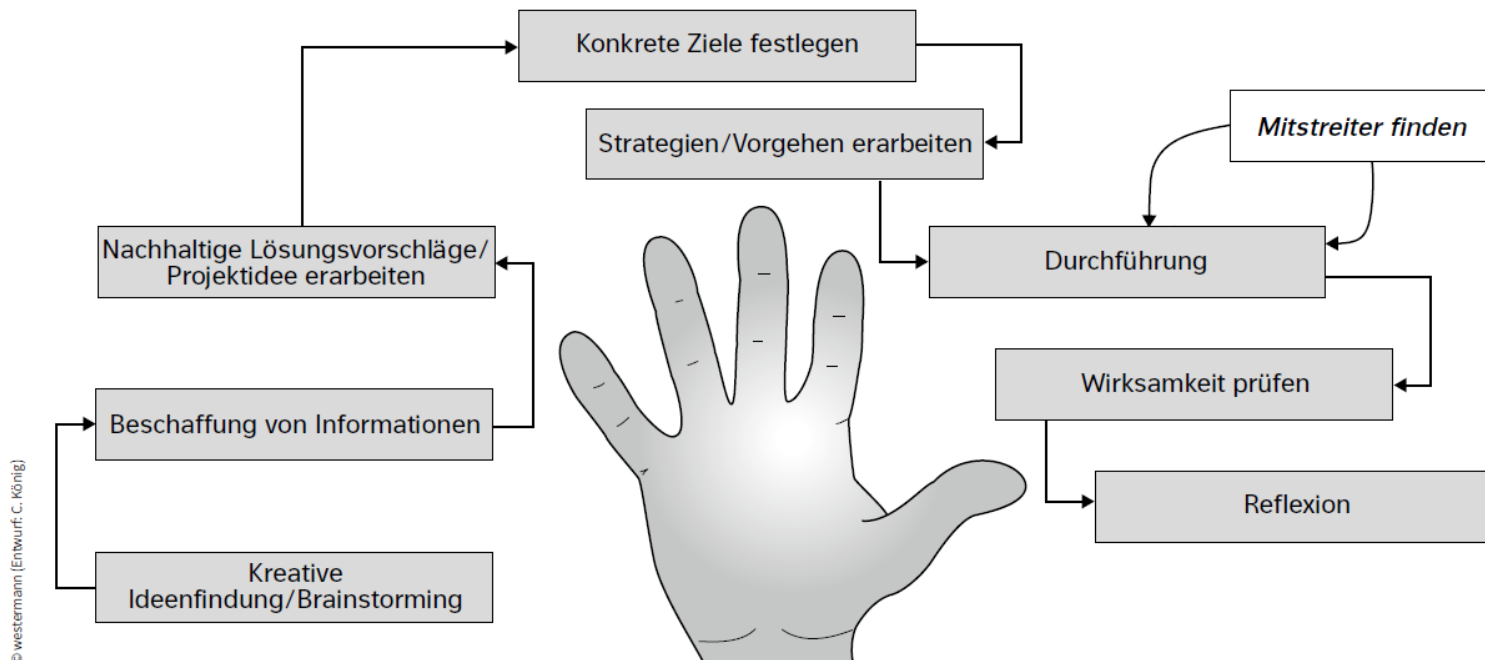 Konkrete Ziele festlegen
Strategien/Vorgehen erarbeiten
Mitstreiter finden
Nachhaltige Lösungsvorschläge/
Projektidee erarbeiten
Durchführung
Beschaffung von Informationen
Wirksamkeit prüfen
Reflexion
Kreative
Ideenfindung/Brainstorming
© westermann (Entwurf: C. König)